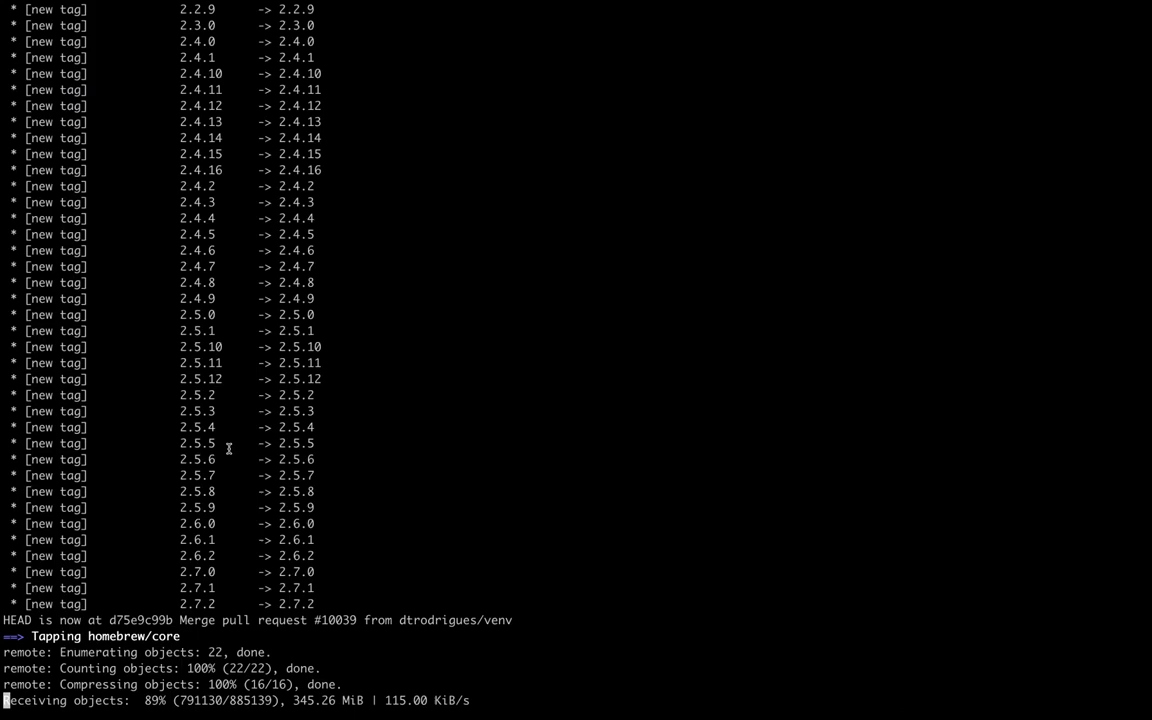 * [new tag] 2.2.9 -> 2.2.9
* [new tag] 2.3.0 -> 2.3.0
* [new tag] 2.4.0 -> 2.4.0
* [new tag] 2.4.1 -> 2.4.1
* [new tag] 2.4.10 -> 2.4.10
* [new tag] 2.4.11 -> 2.4.11
* [new tag] 2.4.12 -> 2.4.12
* [new tag] 2.4.13 -> 2.4.13
* [new tag] 2.4.14 -> 2.4.14
* [new tag] 2.4.15 -> 2.4.15
* [new tag] 2.4.16 -> 2.4.16
* [new tag] 2.4.2 -> 2.4.2
* [new tag] 2.4.3 -> 2.4.3
* [new tag] 2.4.4 -> 2.4.4
* [new tag] 2.4.5 -> 2.4.5
* [new tag] 2.4.6 -> 2.4.6
* [new tag] 2.4.7 -> 2.4.7
* [new tag] 2.4.8 -> 2.4.8
* [new tag] 2.4.9 -> 2.4.9
* [new tag] 2.5.0 -> 2.5.0
* [new tag] 2.5.1 -> 2.5.1
* [new tag] 2.5.10 -> 2.5.10
* [new tag] 2.5.11 -> 2.5.11
* [new tag] 2.5.12 -> 2.5.12
* [new tag] 2.5.2 -> 2.5.2
* [new tag] 2.5.3 -> 2.5.3
* [new tag] 2.5.4 -> 2.5.4
* [new tag] 2.5.5 -> 2.5.5
* [new tag] 2.5.6 -> 2.5.6
* [new tag] 2.5.7 -> 2.5.7
* [new tag] 2.5.8 -> 2.5.8
* [new tag] 2.5.9 -> 2.5.9
* [new tag] 2.6.0 -> 2.6.0
* [new tag] 2.6.1 -> 2.6.1
* [new tag] 2.6.2 -> 2.6.2
* [new tag] 2.7.0 -> 2.7.0
* [new tag] 2.7.1 -> 2.7.1
* [new tag] 2.7.2 -> 2.7.2
HEAD is now at d75e9c99b Merge pull request #10039 from dtrodrigues/venv
==> Tapping homebrew/core
remote: Enumerating objects: 22, done.
remote: Counting objects: 100% (22/22), done.
remote: Compressing objects: 100% (16/16), done.
Receiving objects: 89% (791130/885139), 345.26 MiB | 115.00 KiB/s